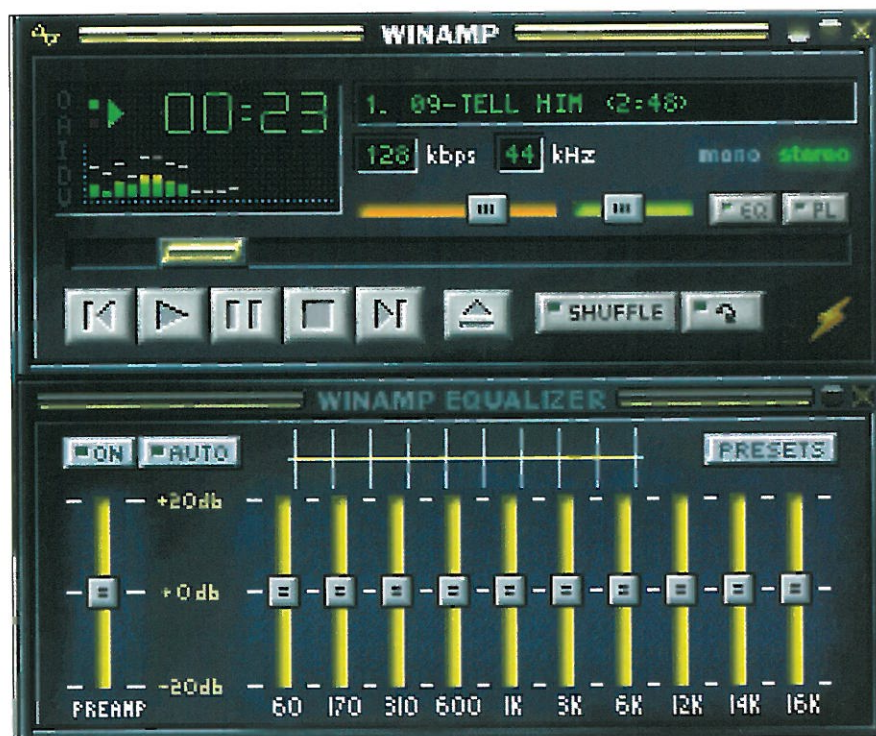 WINAMP
OAIDU
00:23
1. 09-TELL HIM <2:48>
128 kbps 44 kHz
mono stereo
EQ PL
SHUFFLE
WINAMP EQUALIZER
ON AUTO
PRESETS
+20db
+0db
-20db
PREAMP 60 170 310 600 1K 3K 6K 12K 14K 16K